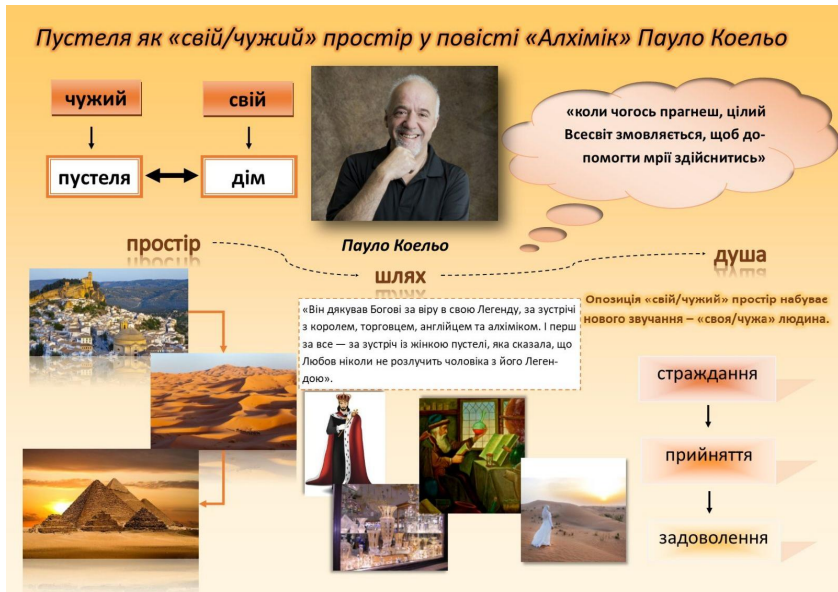 Пустеля як «свій/чужий» простір у повісті «Алхімік» Пауло Коельо
чужий
свій
пустеля
дім
«коли чогось прагнеш, цілий
Всесвіт змовляється, щоб до-
помогти мрії здійснитись»
Пауло Коельо
простір
шлях
душа
«Він дякував Богові за віру в свою Легенду, за зустрічі
з королем, торговцем, англійцем та алхіміком. І перш
за все — за зустріч із жінкою пустелі, яка сказала, що
Любов ніколи не розлучить чоловіка з його Леген-
дою».
Опозиція «свій/чужий» простір набуває
нового звучання – «своя/чужа» людина.
страждання
прийняття
задоволення